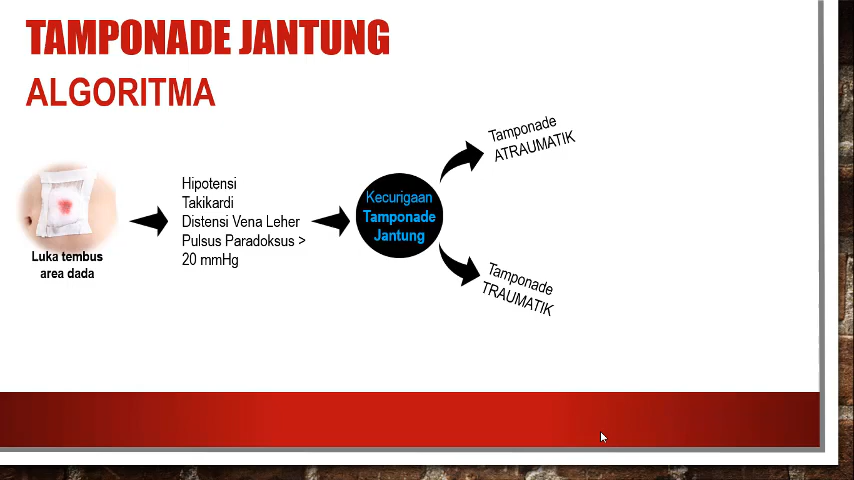 TAMPONADE JANTUNG
ALGORITMA
Luka tembus
area dada
Hipotensi
Takikardi
Distensi Vena Leher
Pulsus Paradoksus >
20 mmHg
Kecurigaan
Tamponade
Jantung
Tamponade
ATRAUMATIK
Tamponade
TRAUMATIK